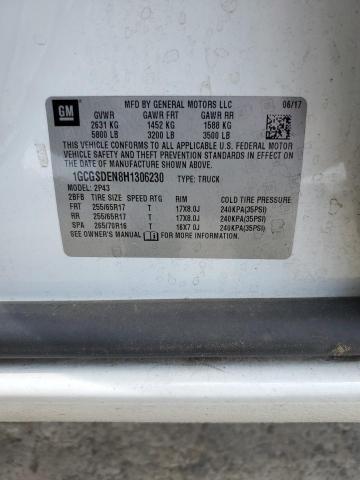 GM
MFD BY GENERAL MOTORS LLC 06/17
GVWR GAWR FRT GAWR RR
2631 KG 1452 KG 1588 KG
5800 LB 3200 LB 3500 LB
THIS VEHICLE CONFORMS TO ALL APPLICABLE U.S. FEDERAL MOTOR
VEHICLE SAFETY AND THEFT PREVENTION STANDARDS IN EFFECT ON THE
DATE OF MANUFACTURE SHOWN ABOVE.
1GCGSDEN8H1306230 TYPE: TRUCK
MODEL: 2P43
2BFB TIRE SIZE SPEED RTG RIM COLD TIRE PRESSURE
FRT 255/65R17 T 17X8.0J 240KPA(35PSI)
RR 255/65R17 T 17X8.0J 240KPA(35PSI)
SPA 265/70R16 T 16X7.0J 240KPA(35PSI)
SEE OWNER'S MANUAL FOR MORE INFORMATION.